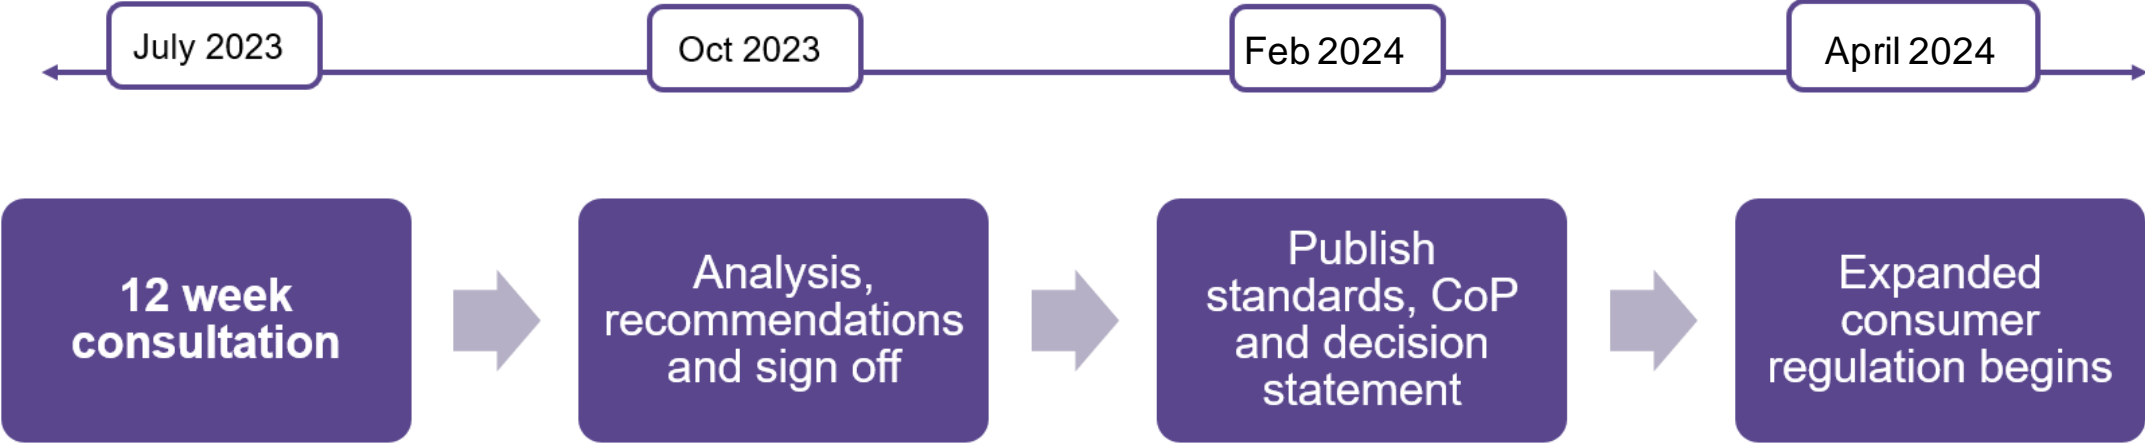 July 2023
Oct 2023
Feb 2024
April 2024
12 week
consultation
Analysis,
recommendations
and sign off
Publish
standards, CoP
and decision
statement
Expanded
consumer
regulation begins